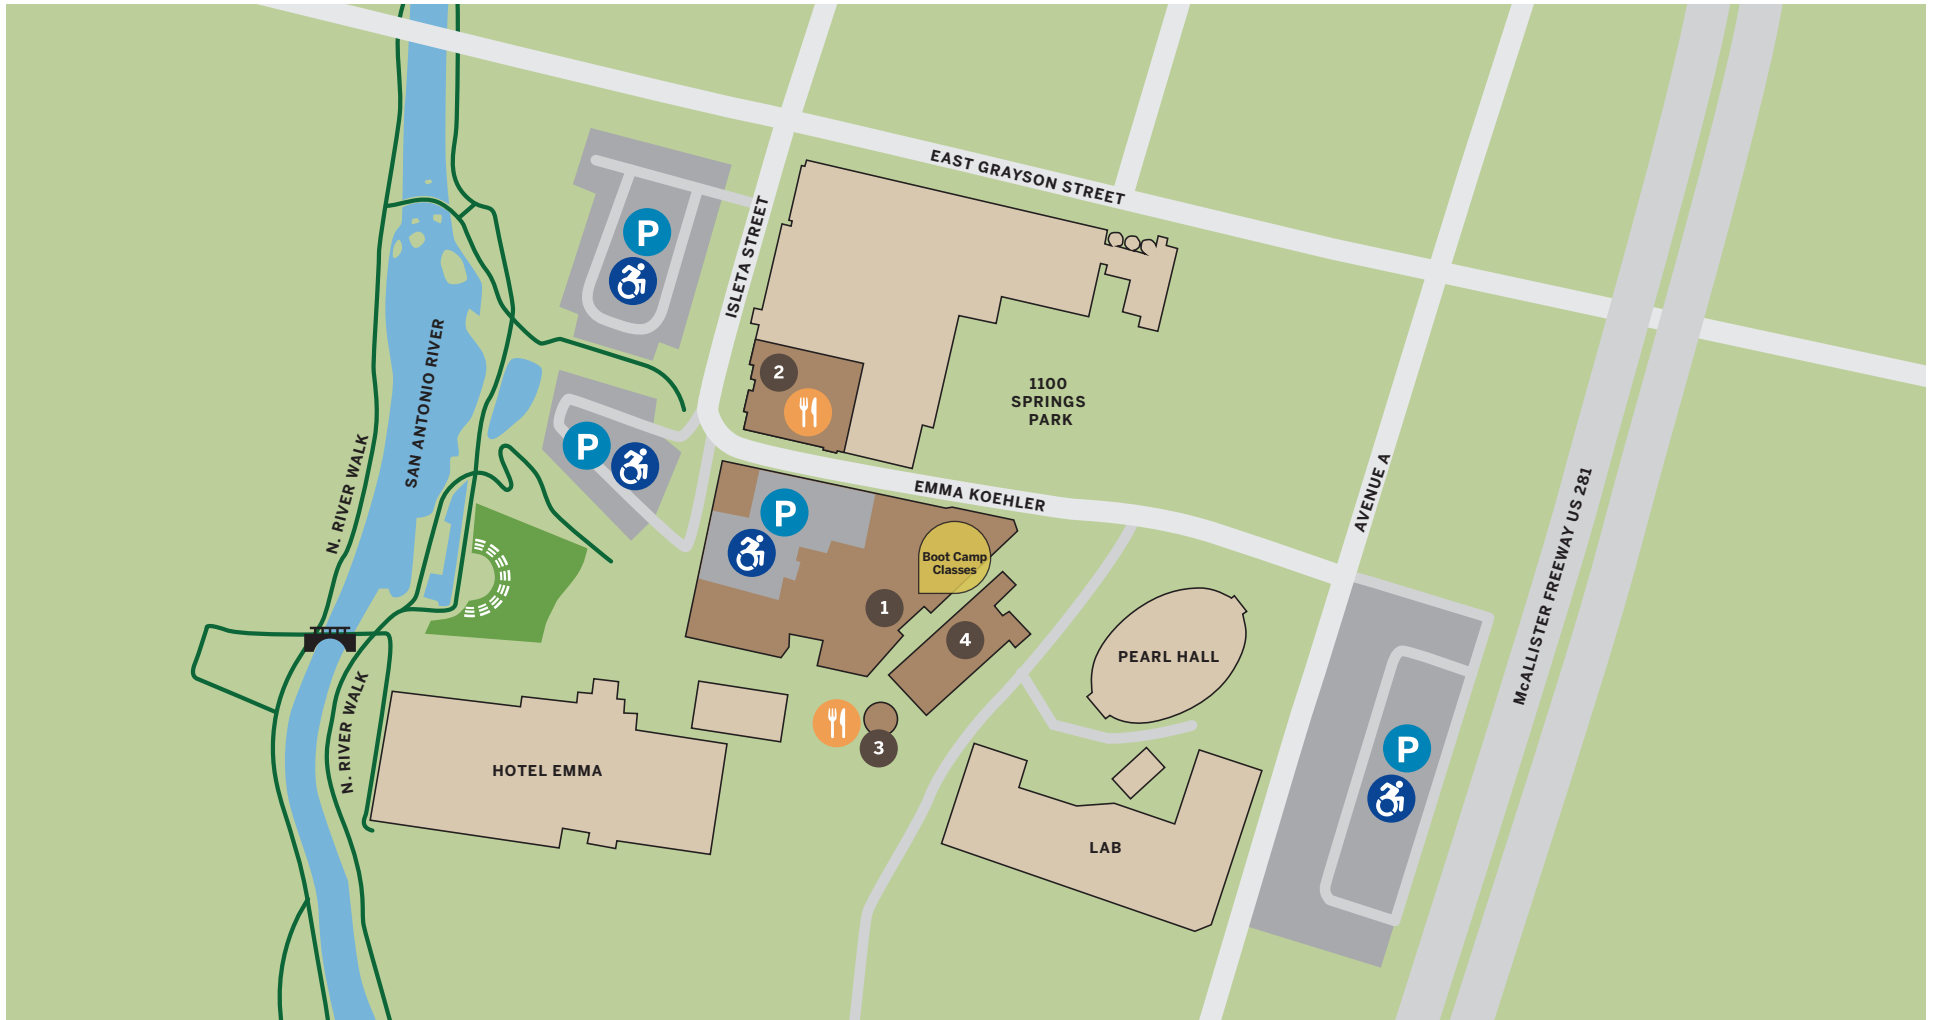 EAST GRAYSON STREET
ISLETA STREET
P
SAN ANTONIO RIVER
2
1100
SPRINGS
PARK
N. RIVER WALK
P
EMMA KOEHLER
AVENUE A
McALLISTER FREEWAY US 281
P
Boot Camp
Classes
1
4
PEARL HALL
N. RIVER WALK
3
P
HOTEL EMMA
LAB